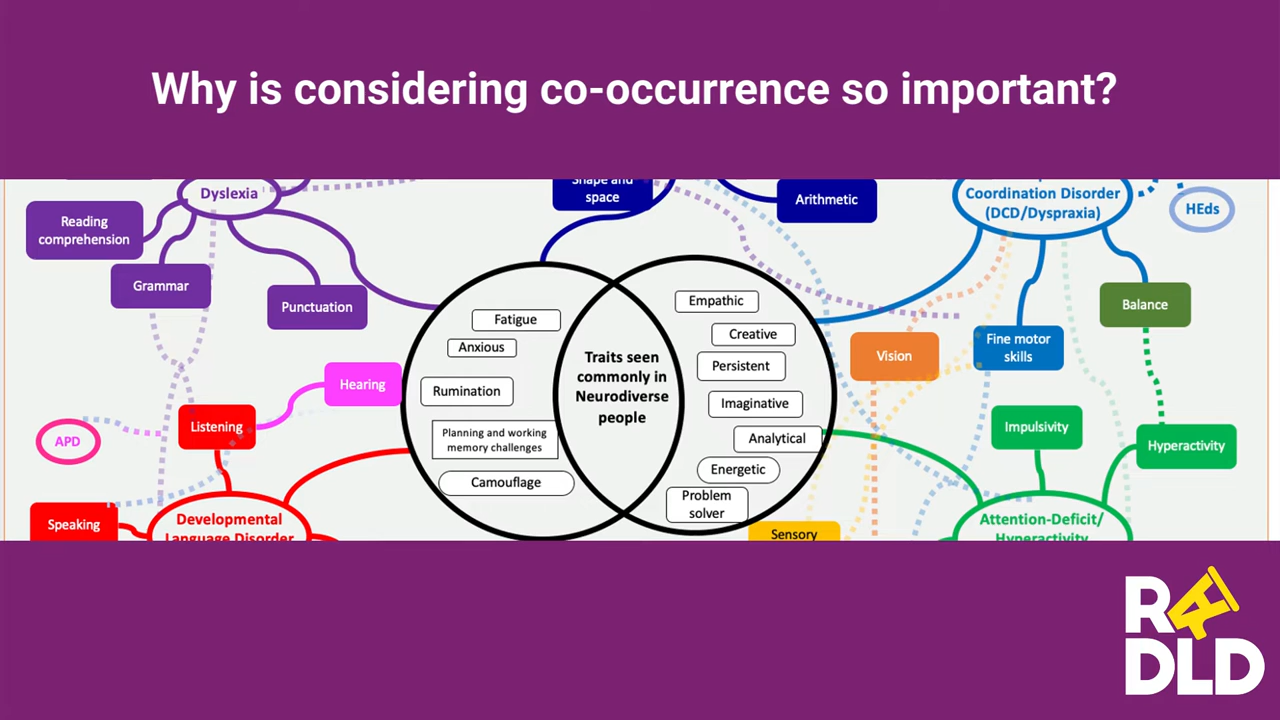 Why is considering co-occurrence so important?
Dyslexia
Reading
comprehension
Grammar
Punctuation
Shape and
space
Arithmetic
Coordination Disorder
(DCD/Dyspraxia)
HEds
Balance
Fine motor
skills
Vision
Hearing
Listening
APD
Speaking
Developmental
Language Disorder
Fatigue
Anxious
Rumination
Planning and working
memory challenges
Camouflage
Traits seen
commonly in
Neurodiverse
people
Empathic
Creative
Persistent
Imaginative
Analytical
Energetic
Problem
solver
Sensory
Impulsivity
Hyperactivity
Attention-Deficit/
Hyperactivity
RA
DLD